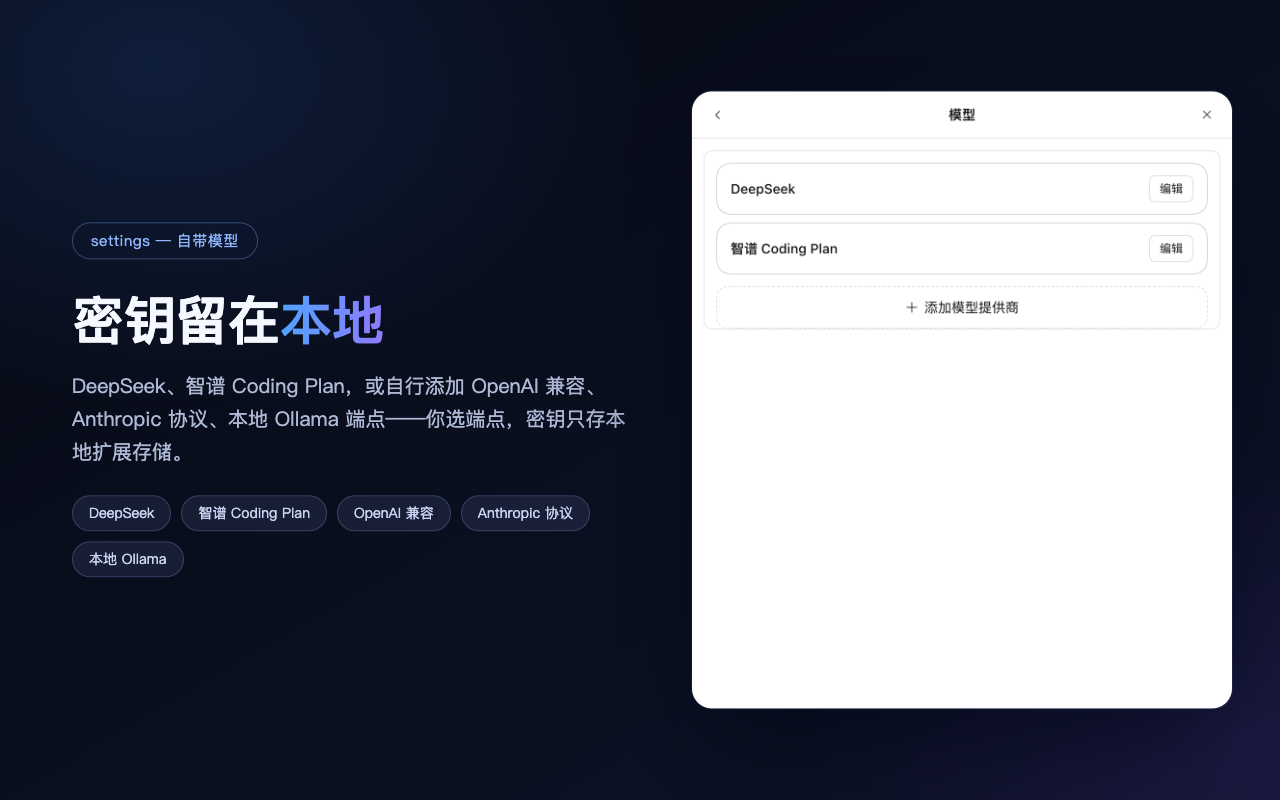 settings — 自带模型
密钥留在本地
DeepSeek、智谱 Coding Plan，或自行添加 OpenAI 兼容、
Anthropic 协议、本地 Ollama 端点——你选端点，密钥只存本
地扩展存储。
DeepSeek
智谱 Coding Plan
OpenAI 兼容
Anthropic 协议
本地 Ollama
模型
DeepSeek
编辑
智谱 Coding Plan
编辑
+ 添加模型提供商